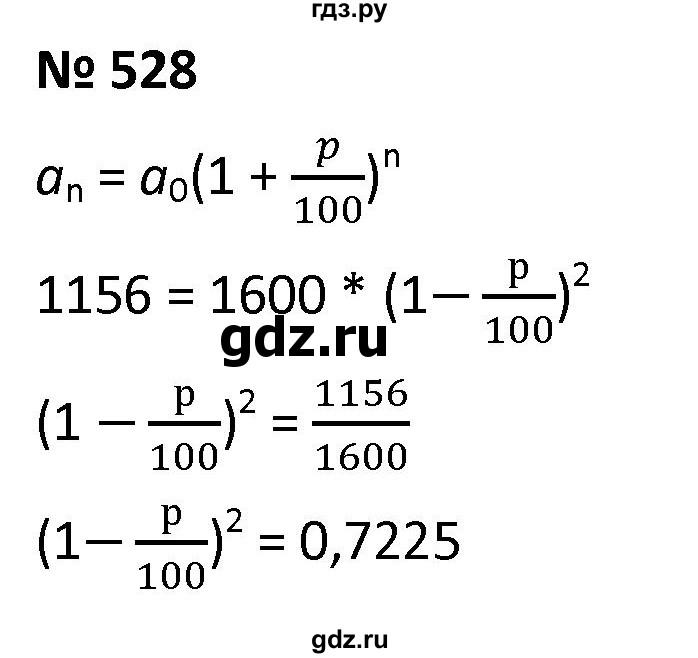 гдз.ру
№ 528
aₙ = a₀(1 + p/100)ⁿ
1156 = 1600 * (1 − p/100)²
gdz.ru
(1 − p/100)² = 1156/1600
(1 − p/100)² = 0,7225
gdz.ru